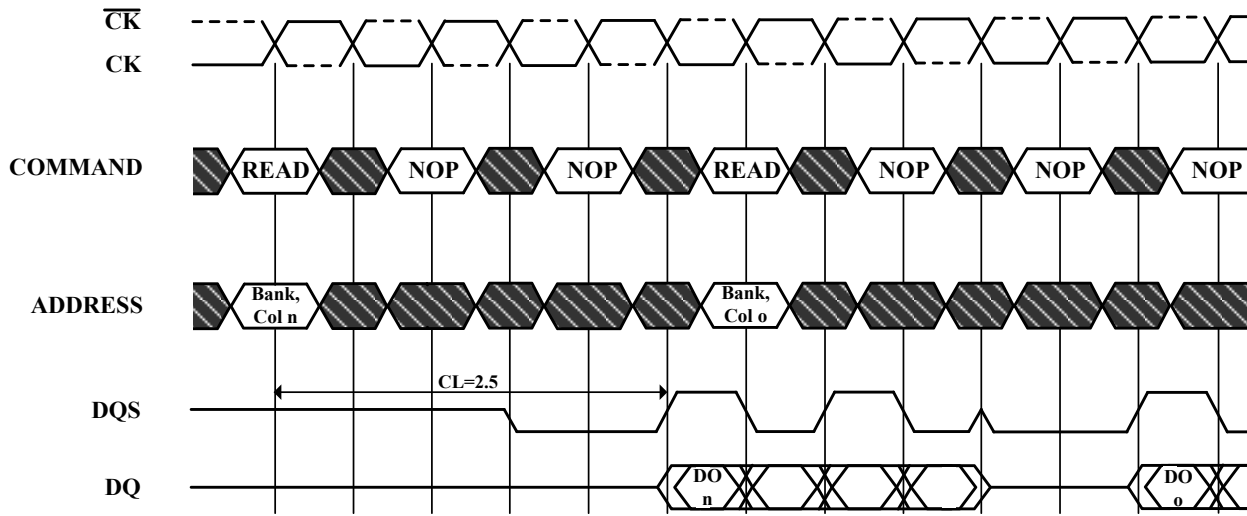 CK
CK
COMMAND READ NOP NOP READ NOP NOP NOP
ADDRESS Bank, Col n Bank, Col o
CL=2.5
DQS
DQ DO n DO o